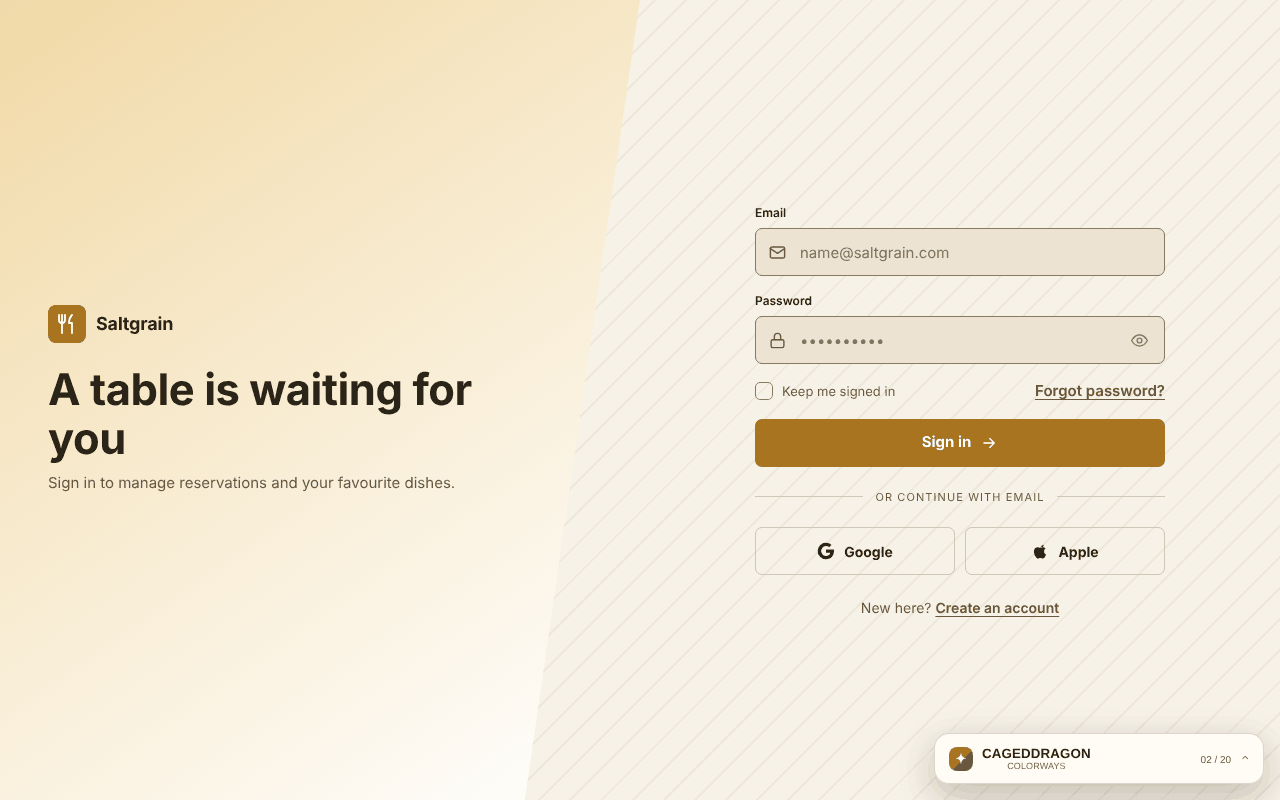 Saltgrain
A table is waiting for
you
Sign in to manage reservations and your favourite dishes.
Email
name@saltgrain.com
Password
••••••••••
Keep me signed in
Forgot password?
Sign in →
OR CONTINUE WITH EMAIL
Google
Apple
New here? Create an account
CAGEDDRAGON
COLORWAYS
02 / 20